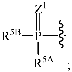 Z¹
R⁵ᴮ—P—
R⁵ᴬ ;